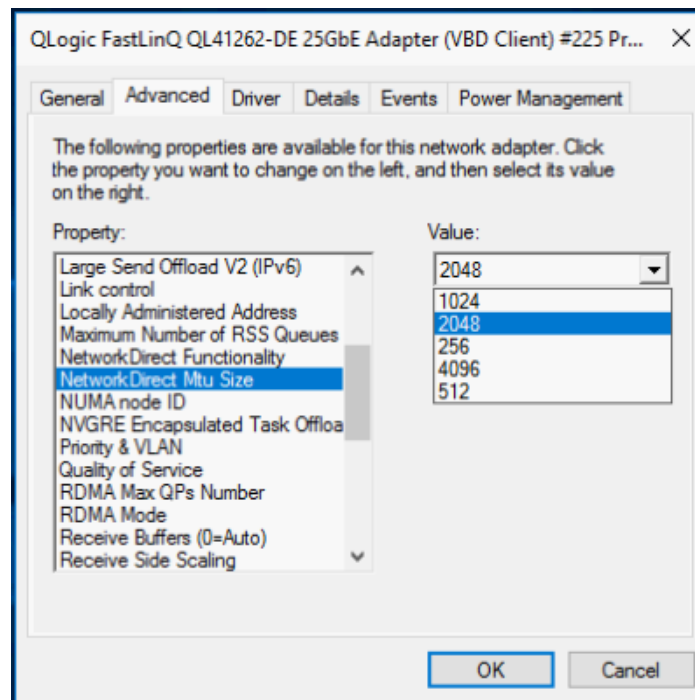 QLogic FastLinQ QL41262-DE 25GbE Adapter (VBD Client) #225 Pr...
General
Advanced
Driver
Details
Events
Power Management
The following properties are available for this network adapter. Click
the property you want to change on the left, and then select its value
on the right.
Property:
Large Send Offload V2 (IPv6)
Link control
Locally Administered Address
Maximum Number of RSS Queues
NetworkDirect Functionality
NetworkDirect Mtu Size
NUMA node ID
NVGRE Encapsulated Task Offloa
Priority & VLAN
Quality of Service
RDMA Max QPs Number
RDMA Mode
Receive Buffers (0=Auto)
Receive Side Scaling
Value:
2048
1024
2048
256
4096
512
OK
Cancel